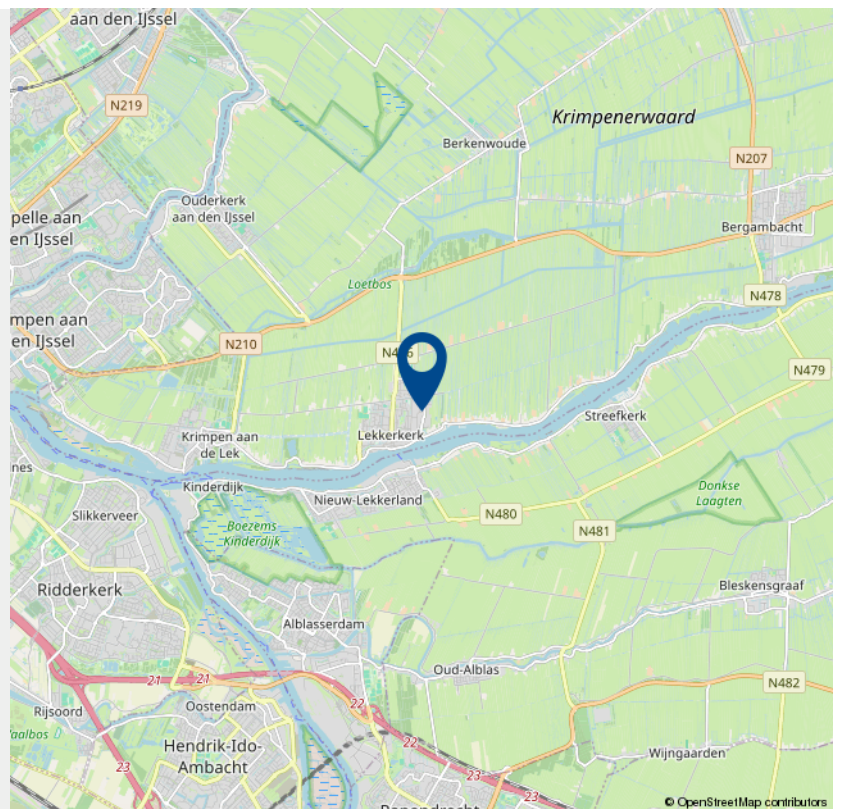 aan den IJssel
N219
Krimpenerwaard
Berkenwoude
N207
Ouderkerk
aan den IJssel
Bergambacht
Loetbos
N478
N210
N479
Streefkerk
Krimpen aan
de Lek
Lekkerkerk
Kinderdijk
Nieuw-Lekkerland
Donkse
Laagten
N480
Slikkerveer
N481
Boezems
Kinderdijk
Ridderkerk
Bleskensgraaf
Alblasserdam
Oud-Alblas
21
21
N482
22
Rijsoord
Oostendam
22
Hendrik-Ido-
Ambacht
Wijngaarden
23
23
© OpenStreetMap contributors